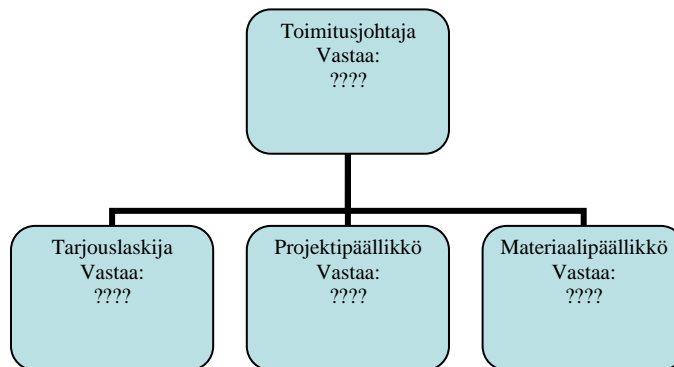 Toimitusjohtaja
Vastaa:
????
Tarjouslaskija
Vastaa:
????
Projektipäällikkö
Vastaa:
????
Materiaalipäällikkö
Vastaa:
????